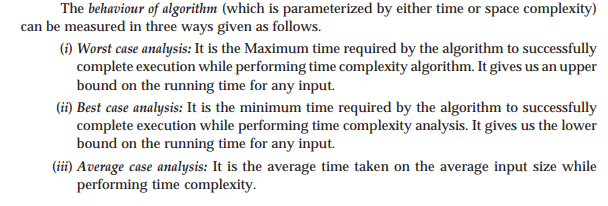 The behaviour of algorithm (which is parameterized by either time or space complexity)
can be measured in three ways given as follows.
(i) Worst case analysis: It is the Maximum time required by the algorithm to successfully
complete execution while performing time complexity algorithm. It gives us an upper
bound on the running time for any input.
(ii) Best case analysis: It is the minimum time required by the algorithm to successfully
complete execution while performing time complexity analysis. It gives us the lower
bound on the running time for any input.
(iii) Average case analysis: It is the average time taken on the average input size while
performing time complexity.